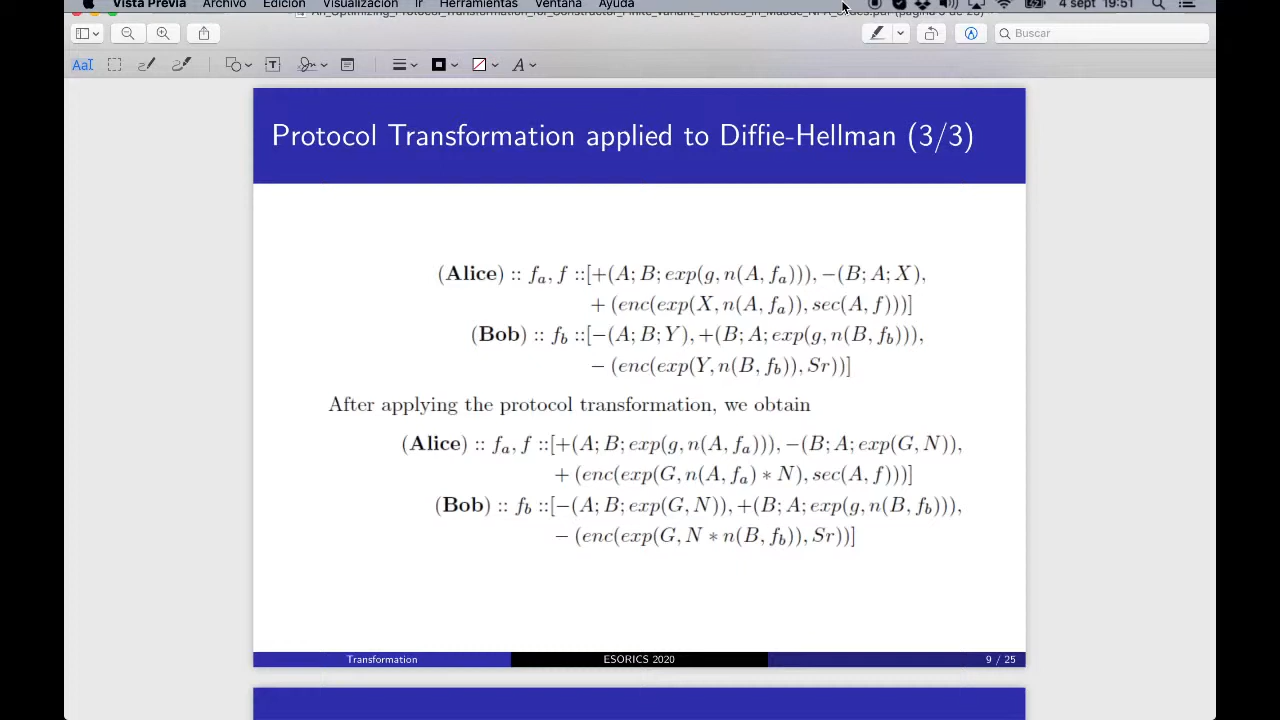 Vista Previa Archivo Edición Visualización Ir Herramientas Ventana Ayuda 4 sept 19:51
Buscar
Protocol Transformation applied to Diffie-Hellman (3/3)
(Alice) :: f_a, f ::[+(A; B; exp(g, n(A, f_a))), −(B; A; X),
+ (enc(exp(X, n(A, f_a)), sec(A, f)))]
(Bob) :: f_b ::[−(A; B; Y), +(B; A; exp(g, n(B, f_b))),
− (enc(exp(Y, n(B, f_b)), Sr))]
After applying the protocol transformation, we obtain
(Alice) :: f_a, f ::[+(A; B; exp(g, n(A, f_a))), −(B; A; exp(G, N)),
+ (enc(exp(G, n(A, f_a) ∗ N), sec(A, f)))]
(Bob) :: f_b ::[−(A; B; exp(G, N)), +(B; A; exp(g, n(B, f_b))),
− (enc(exp(G, N ∗ n(B, f_b)), Sr))]
Transformation ESORICS 2020 9 / 25